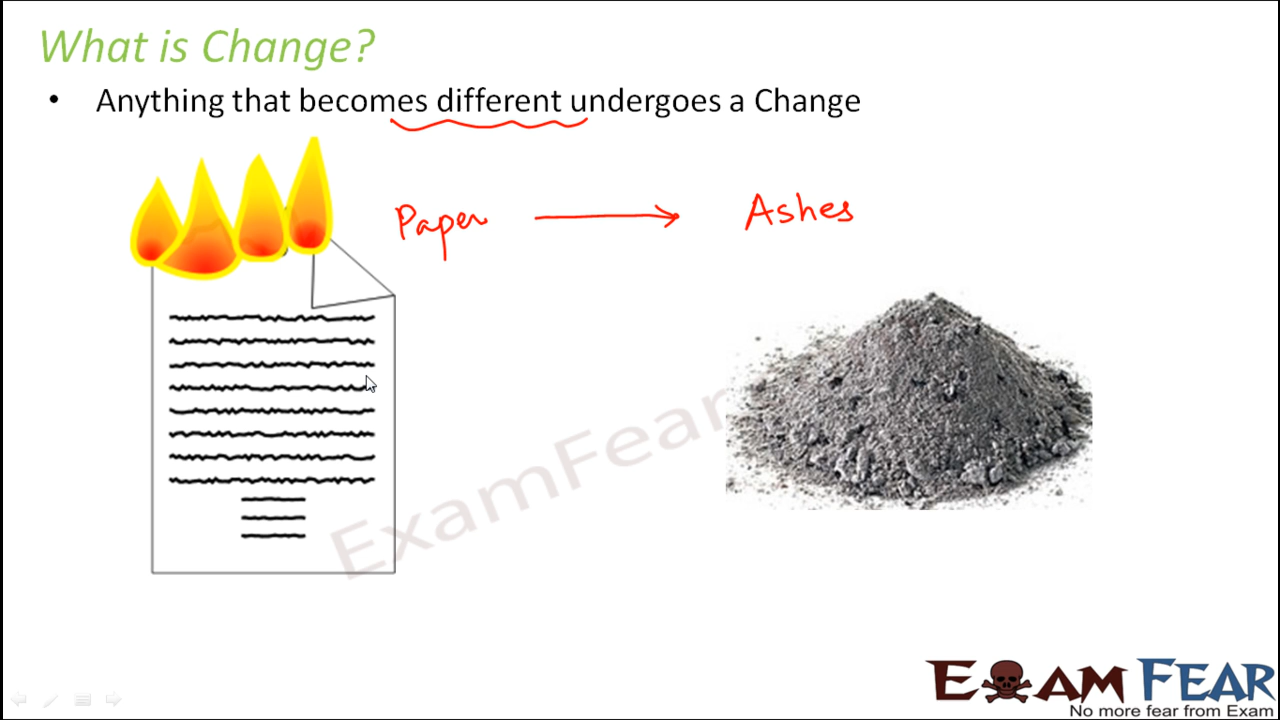 What is Change?
• Anything that becomes different undergoes a Change
Paper → Ashes
ExamFear
EXAM FEAR
No more fear from Exam